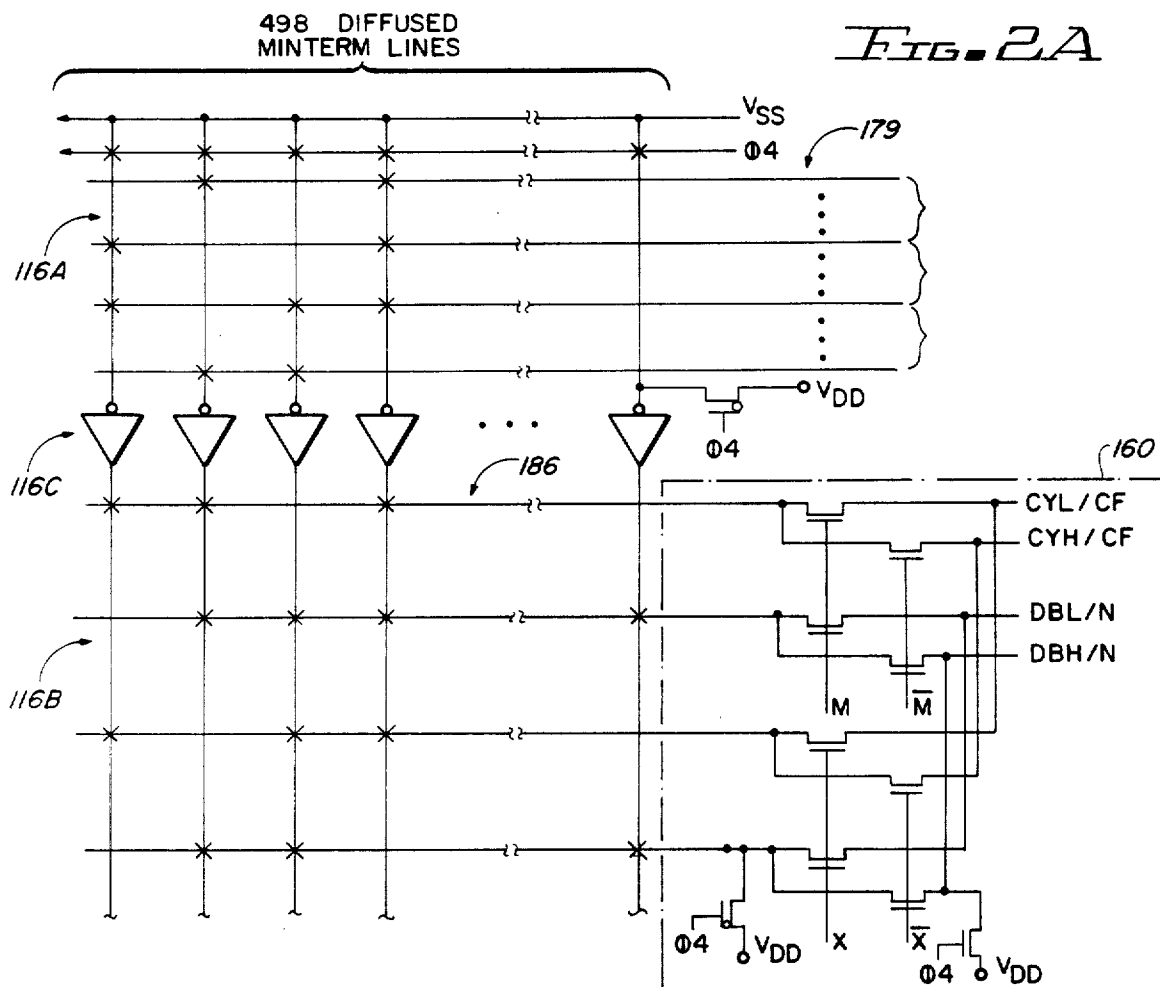 498 DIFFUSED
MINTERM LINES
FIG. 2A
VSS
Φ4
179
116A
VDD
Φ4
116C
186
160
CYL/CF
CYH/CF
DBL/N
DBH/N
116B
M M̅
Φ4
VDD
X X̅
Φ4
VDD